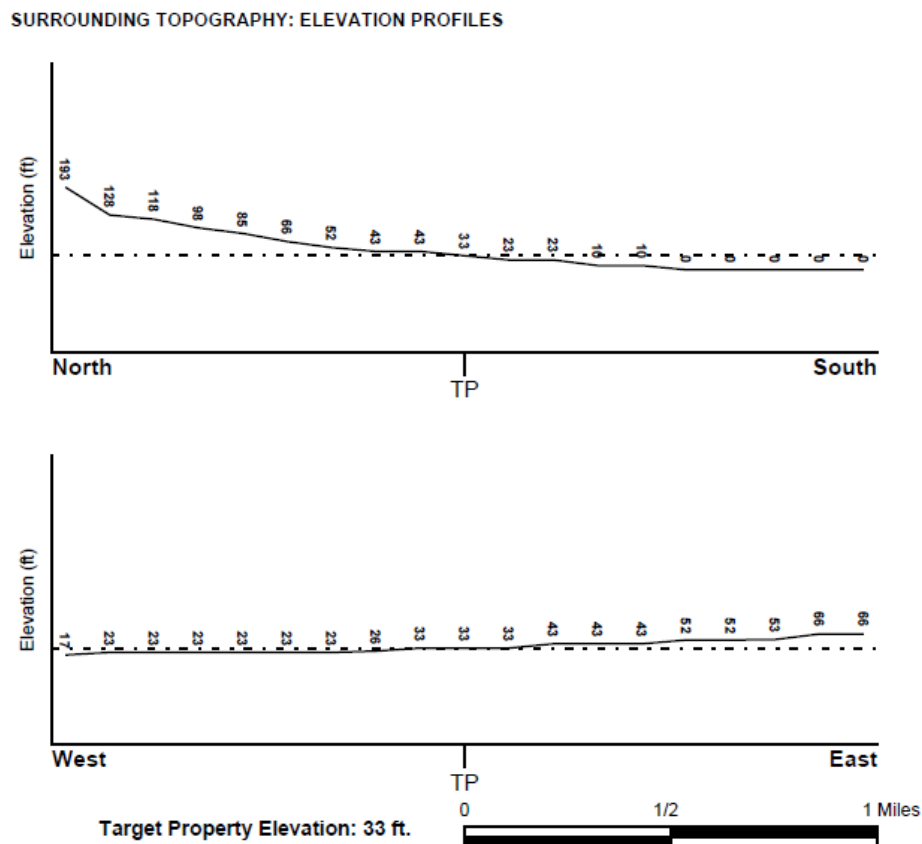 SURROUNDING TOPOGRAPHY: ELEVATION PROFILES
Elevation (ft)
193 128 118 98 85 66 52 43 43 33 23 23 10 10 0 0 0 0 0
North South
TP
Elevation (ft)
17 23 23 23 23 23 23 26 33 33 33 43 43 43 52 52 53 66 66
West East
TP
0 1/2 1 Miles
Target Property Elevation: 33 ft.